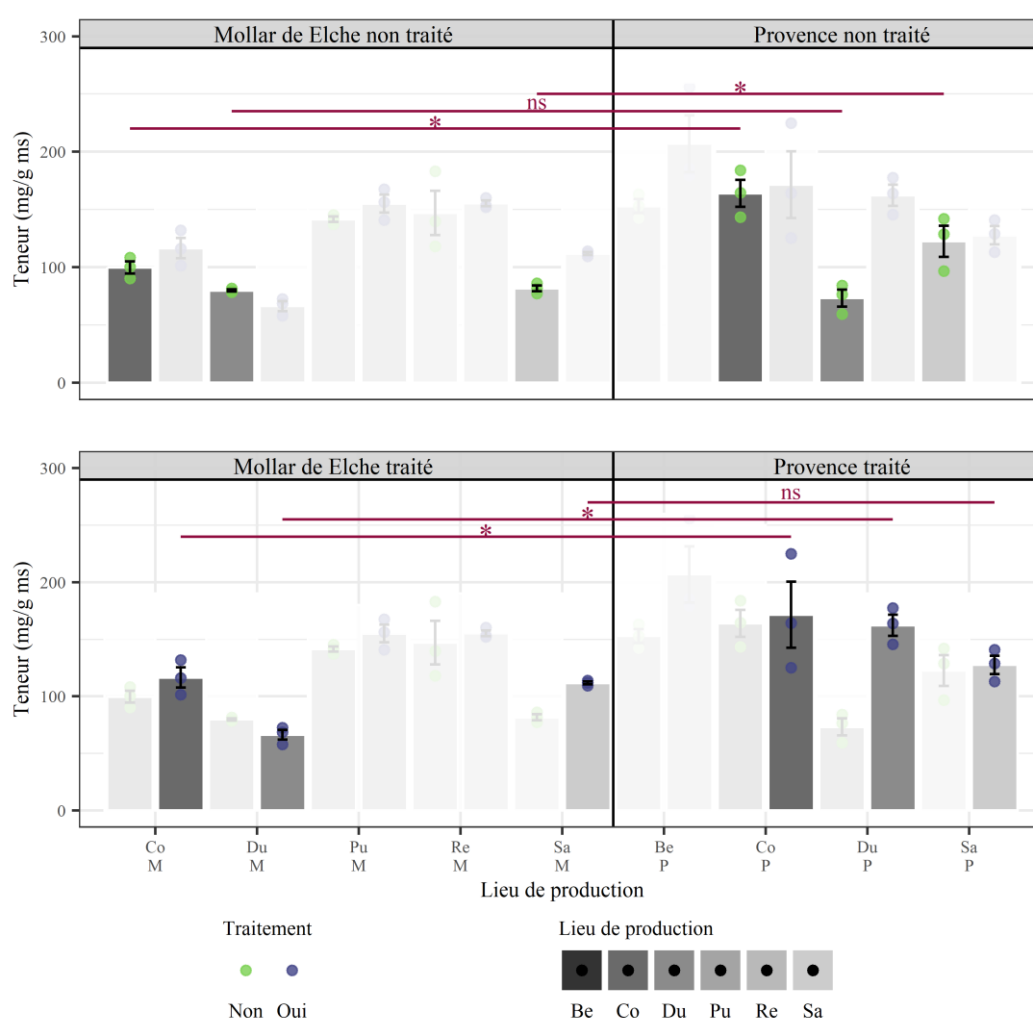 Mollar de Elche non traité
Provence non traité
Teneur (mg/g ms)
300
200
100
0
*
ns
*
Mollar de Elche traité
Provence traité
Teneur (mg/g ms)
300
200
100
0
ns
*
*
Co Du Pu Re Sa Be Co Du Sa
M M M M M P P P P
Lieu de production
Traitement
Non Oui
Lieu de production
Be Co Du Pu Re Sa